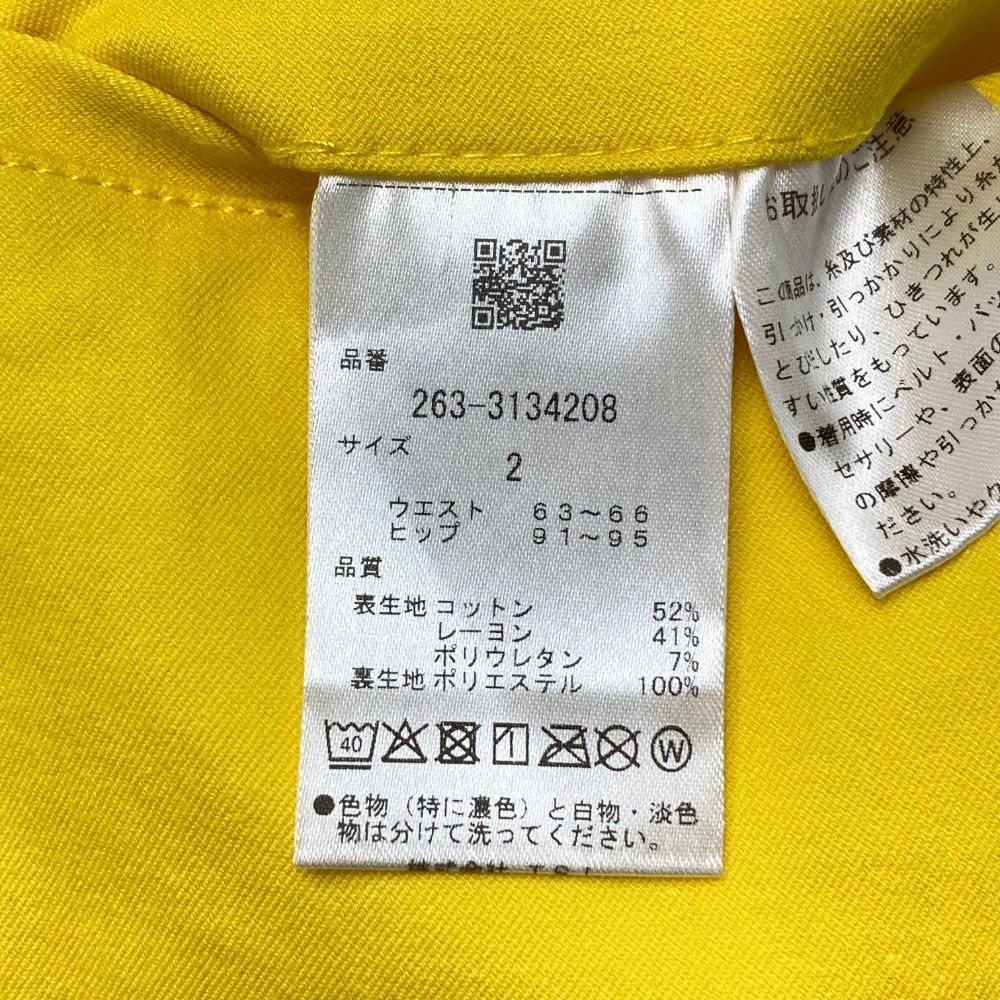 品番
263-3134208
サイズ
2
ウエスト 63～66
ヒップ 91～95
品質
表生地 コットン 52%
レーヨン 41%
ポリウレタン 7%
裏生地 ポリエステル 100%
40
W
●色物（特に濃色）と白物・淡色
物は分けて洗ってください。
株式会社 TSI
お取扱いのご注意
この商品は、糸及び素材の特性上、
引っかけ・引っかかりにより糸
とびだしたり、ひきつれが生
すい性質をもっています。
●着用時にベルト・バッ
セサリーや、表面の
の摩擦や引っか
ださい。
●水洗いや